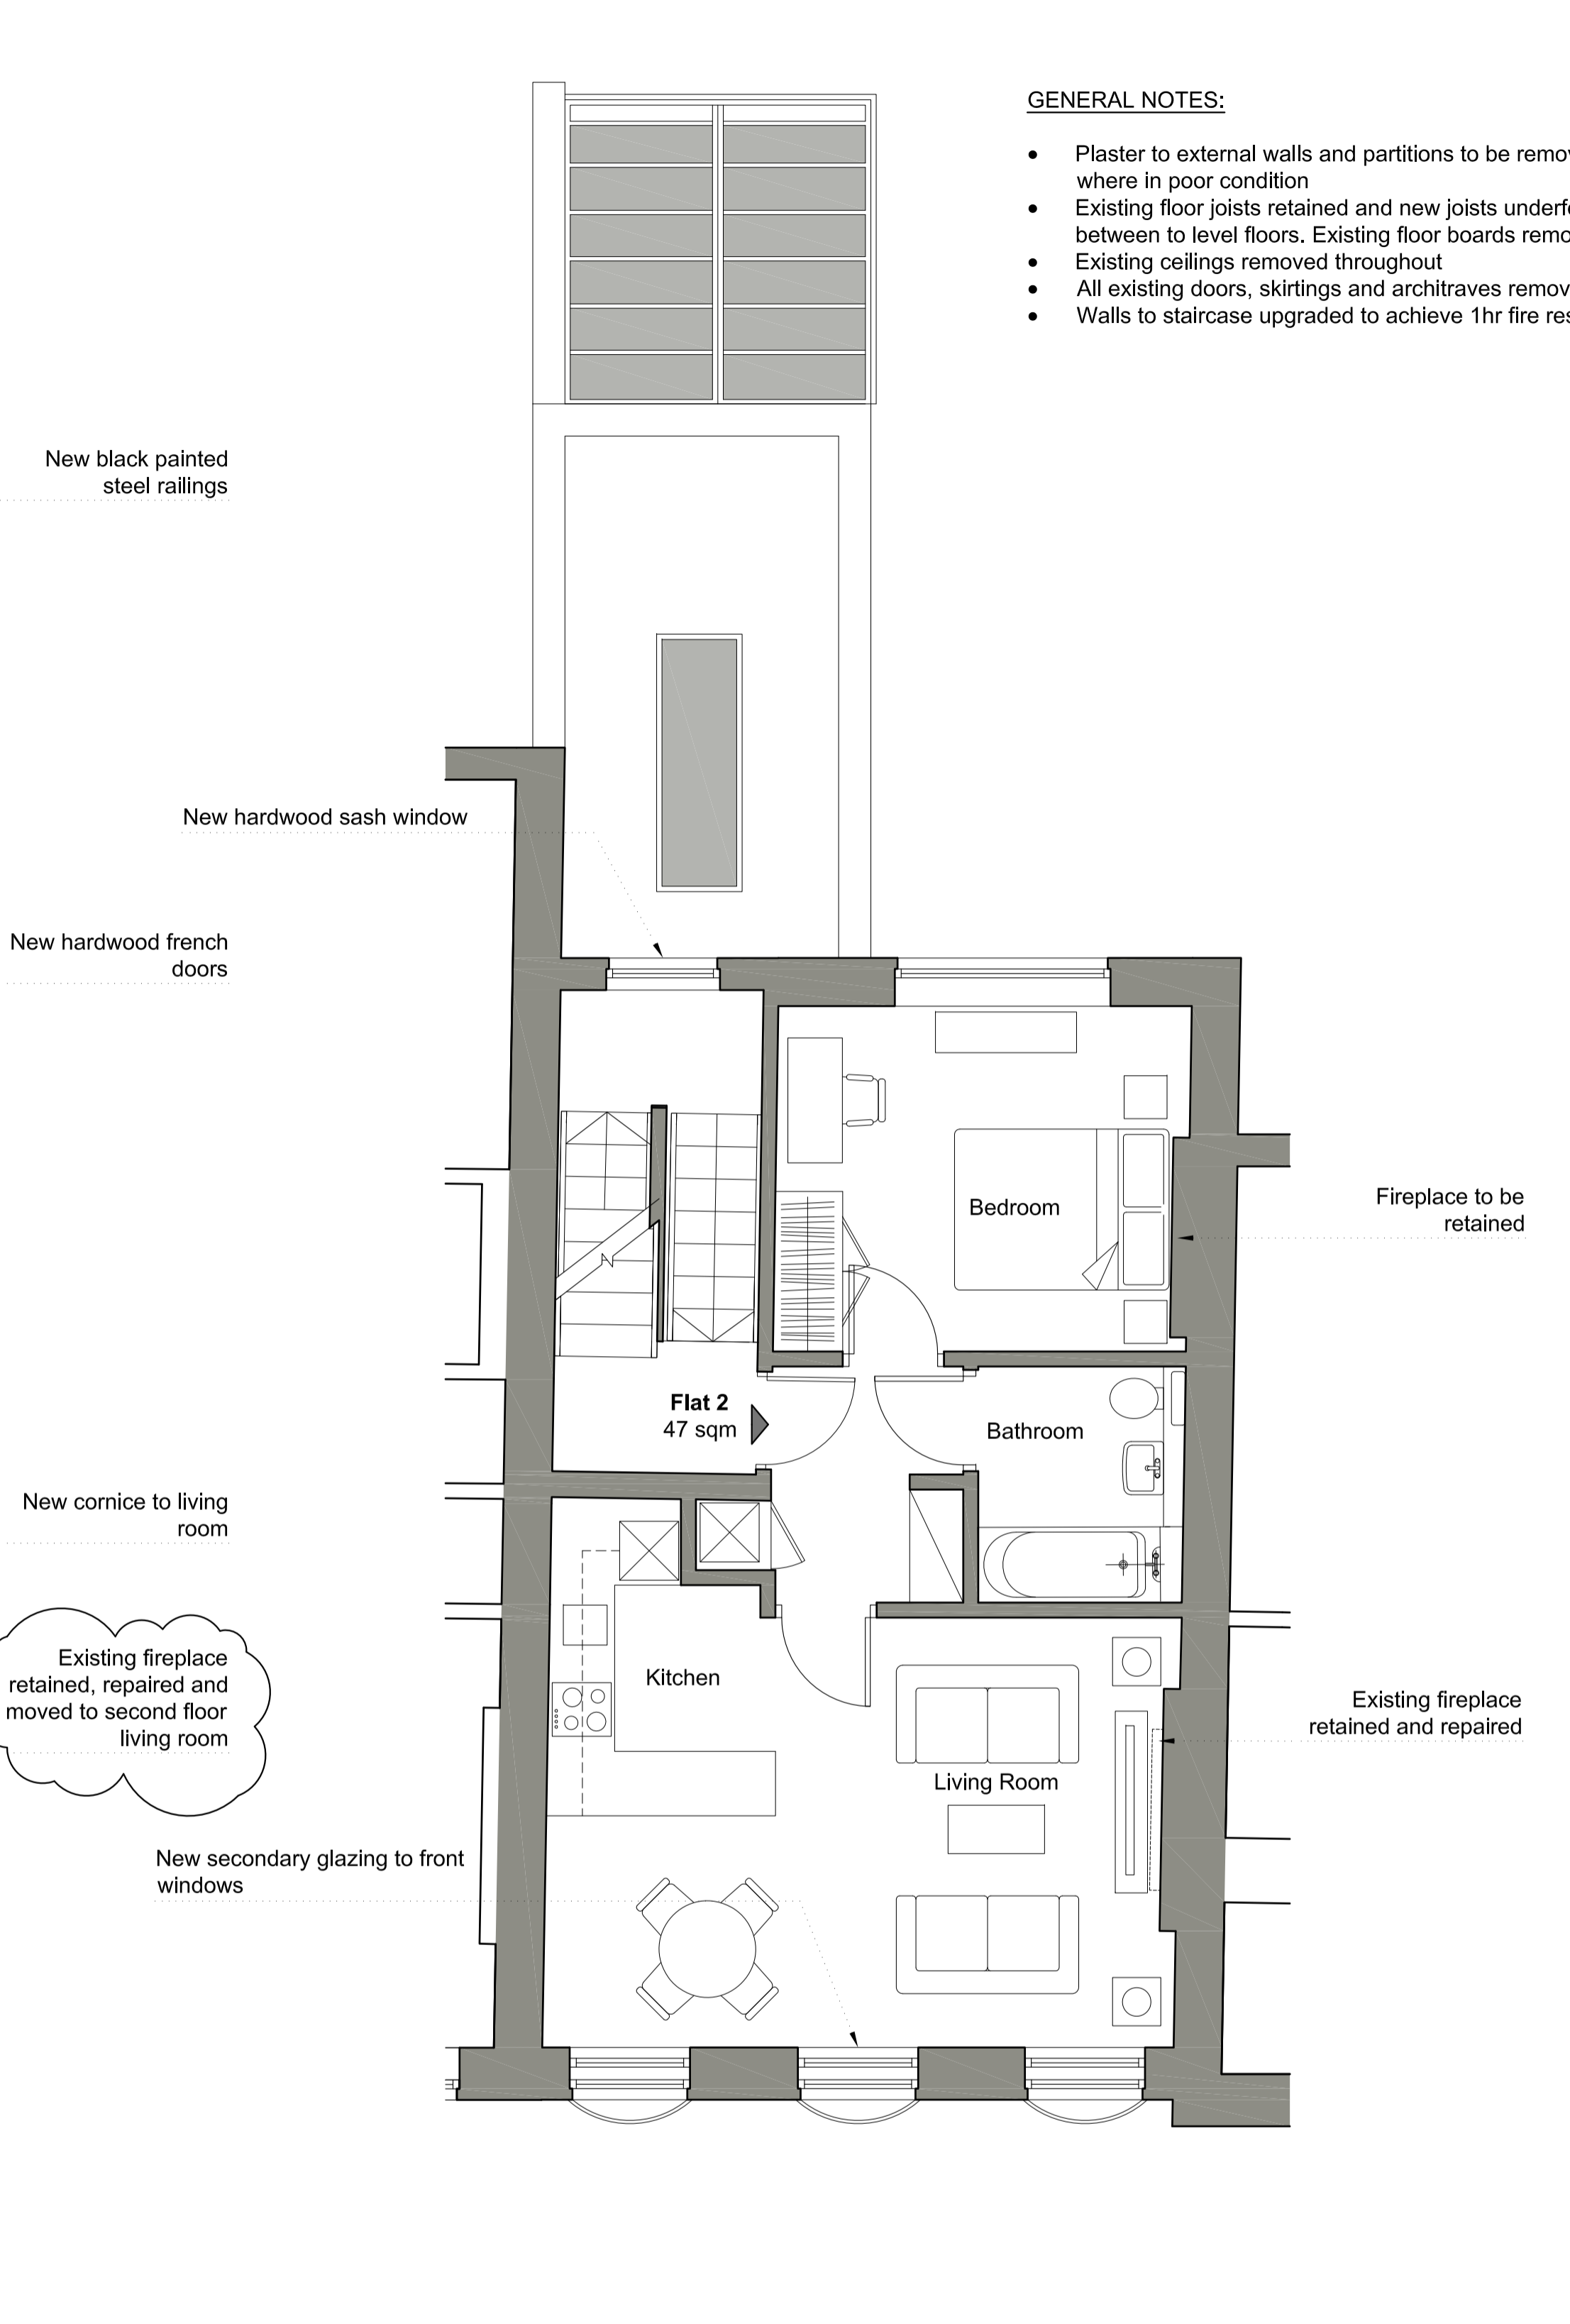 GENERAL NOTES:
• Plaster to external walls and partitions to be
where in poor condition
• Existing floor joists retained and new joists
between to level floors. Existing floor boards
• Existing ceilings removed throughout
• All existing doors, skirtings and architraves
• Walls to staircase upgraded to achieve 1hr fire
New black painted
steel railings
New hardwood sash window
New hardwood french
doors
Bedroom
Fireplace to be
retained
Flat 2
47 sqm
Bathroom
New cornice to living
room
Existing fireplace
retained, repaired and
moved to second floor
living room
Kitchen
Existing fireplace
retained and repaired
Living Room
New secondary glazing to front
windows